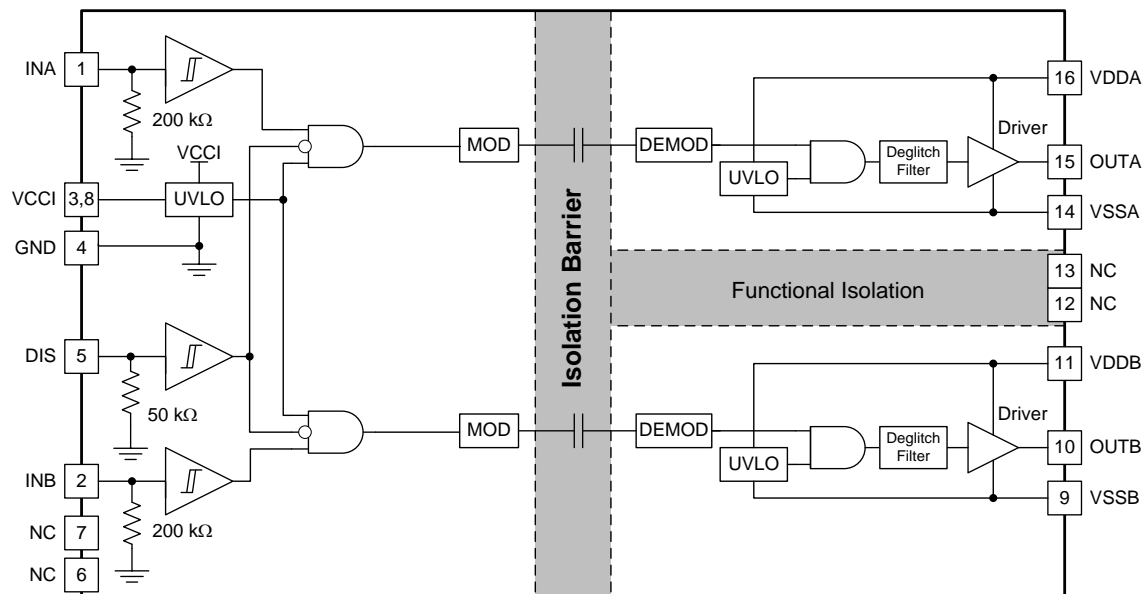 INA 1
200 kΩ
VCCI
VCCI 3,8 UVLO
GND 4
DIS 5
50 kΩ
INB 2
200 kΩ
NC 7
NC 6
MOD
MOD
Isolation Barrier
DEMOD
UVLO
Deglitch
Filter
Driver
16 VDDA
15 OUTA
14 VSSA
13 NC
12 NC
Functional Isolation
11 VDDB
DEMOD
UVLO
Deglitch
Filter
Driver
10 OUTB
9 VSSB